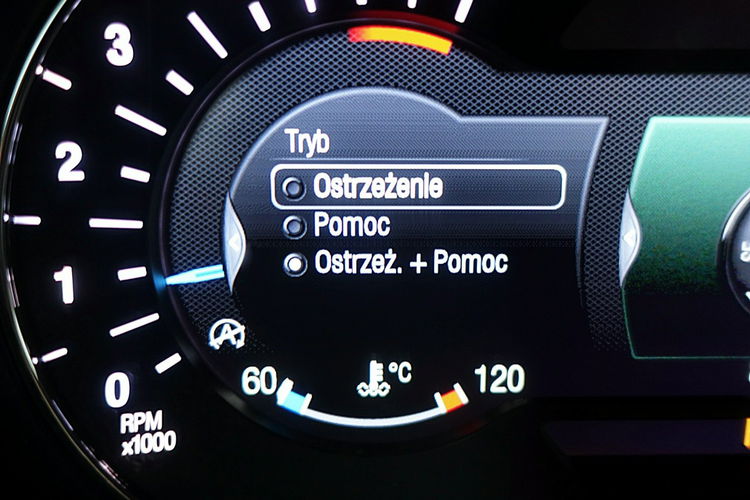 3
2
1
0
RPM
x1000
Tryb
Ostrzeżenie
Pomoc
Ostrzeż. + Pomoc
A
60
°C
120